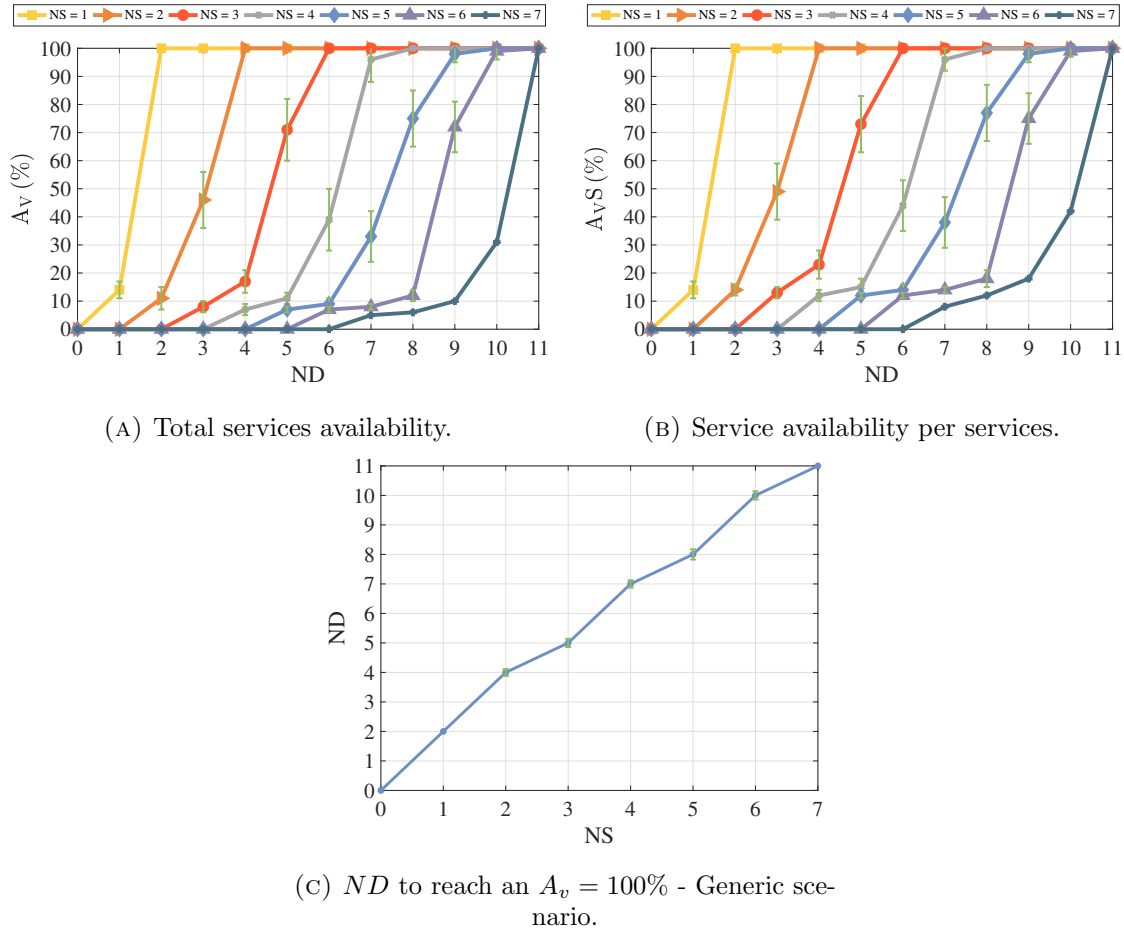 NS = 1 NS = 2 NS = 3 NS = 4 NS = 5 NS = 6 NS = 7
100
90
80
70
60
50
40
30
20
10
0
AV (%)
0 1 2 3 4 5 6 7 8 9 10 11
ND
(A) Total services availability.
NS = 1 NS = 2 NS = 3 NS = 4 NS = 5 NS = 6 NS = 7
100
90
80
70
60
50
40
30
20
10
0
AVS (%)
0 1 2 3 4 5 6 7 8 9 10 11
ND
(B) Service availability per services.
11
10
9
8
7
6
5
4
3
2
1
0
ND
0 1 2 3 4 5 6 7
NS
(C) ND to reach an Av = 100% - Generic sce-
nario.